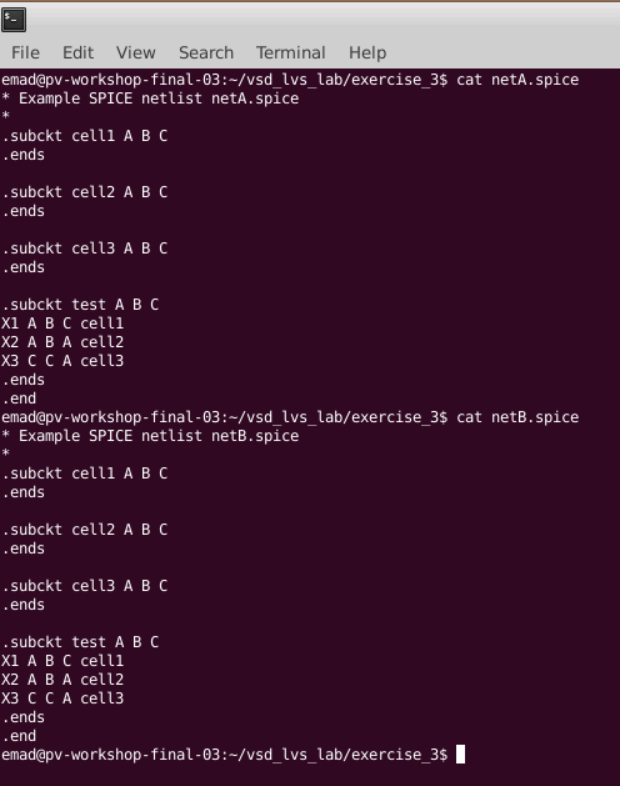 File Edit View Search Terminal Help
emad@pv-workshop-final-03:~/vsd_lvs_lab/exercise_3$ cat netA.spice
* Example SPICE netlist netA.spice
*
.subckt cell1 A B C
.ends

.subckt cell2 A B C
.ends

.subckt cell3 A B C
.ends

.subckt test A B C
X1 A B C cell1
X2 A B A cell2
X3 C C A cell3
.ends
.end
emad@pv-workshop-final-03:~/vsd_lvs_lab/exercise_3$ cat netB.spice
* Example SPICE netlist netB.spice
*
.subckt cell1 A B C
.ends

.subckt cell2 A B C
.ends

.subckt cell3 A B C
.ends

.subckt test A B C
X1 A B C cell1
X2 A B A cell2
X3 C C A cell3
.ends
.end
emad@pv-workshop-final-03:~/vsd_lvs_lab/exercise_3$